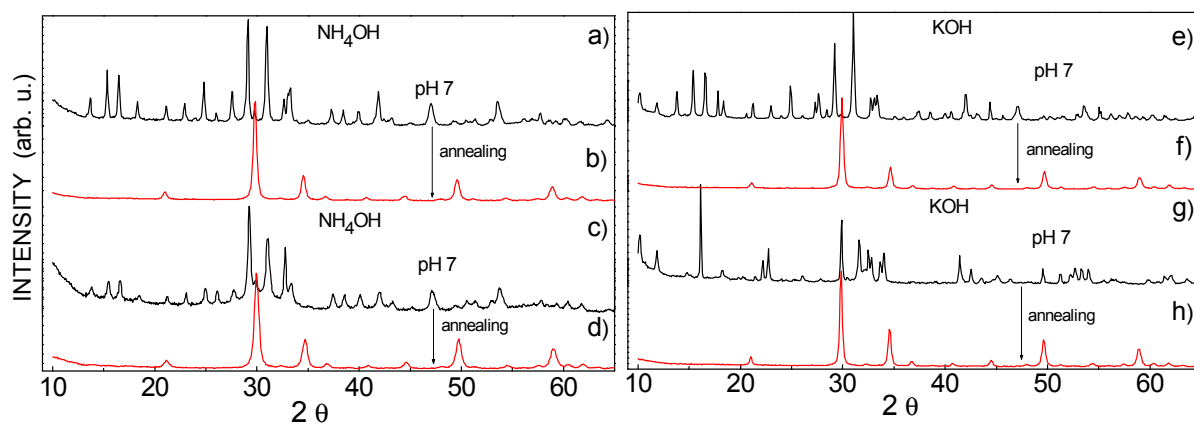 INTENSITY (arb. u.)
NH₄OH
a)
pH 7
annealing
b)
NH₄OH
c)
pH 7
annealing
d)
10 20 30 40 50 60
2 θ
KOH
e)
pH 7
annealing
f)
KOH
g)
pH 7
annealing
h)
10 20 30 40 50 60
2 θ